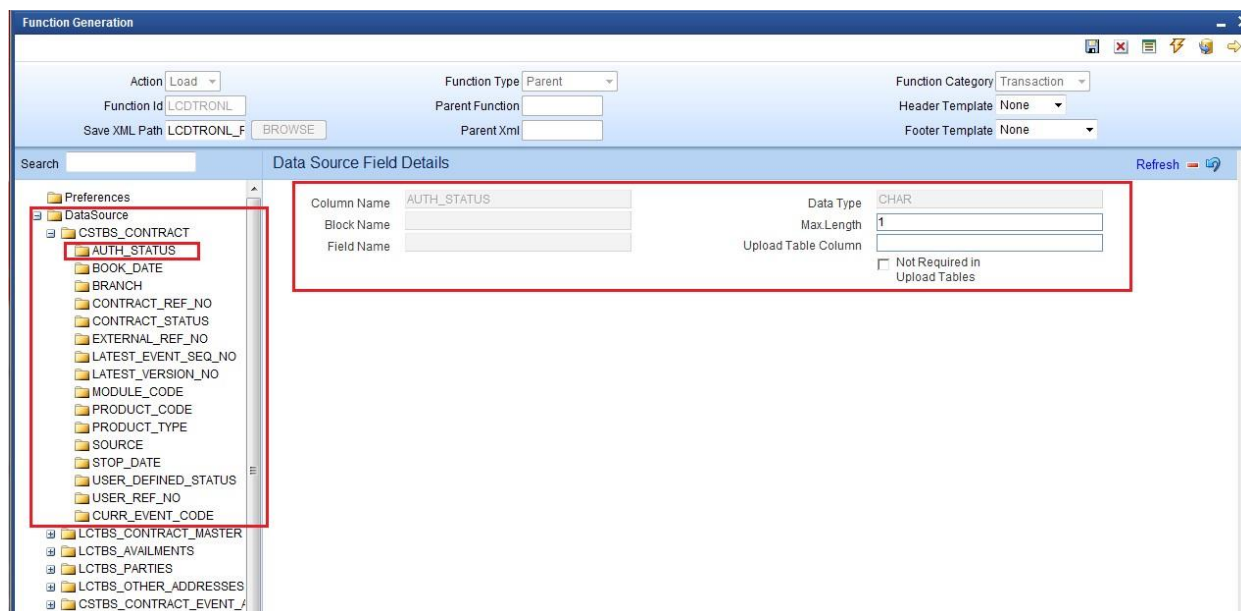 Function Generation
Action Load Function Type Parent Function Category Transaction
Function Id LCDTRONL Parent Function Header Template None
Save XML Path LCDTRONL_F BROWSE Parent Xml Footer Template None
Search Data Source Field Details Refresh
Preferences
DataSource
CSTBS_CONTRACT
AUTH_STATUS
BOOK_DATE
BRANCH
CONTRACT_REF_NO
CONTRACT_STATUS
EXTERNAL_REF_NO
LATEST_EVENT_SEQ_NO
LATEST_VERSION_NO
MODULE_CODE
PRODUCT_CODE
PRODUCT_TYPE
SOURCE
STOP_DATE
USER_DEFINED_STATUS
USER_REF_NO
CURR_EVENT_CODE
LCTBS_CONTRACT_MASTER
LCTBS_AVAILMENTS
LCTBS_PARTIES
LCTBS_OTHER_ADDRESSES
CSTBS_CONTRACT_EVENT_
Column Name AUTH_STATUS Data Type CHAR
Block Name Max.Length 1
Field Name Upload Table Column
Not Required in
Upload Tables